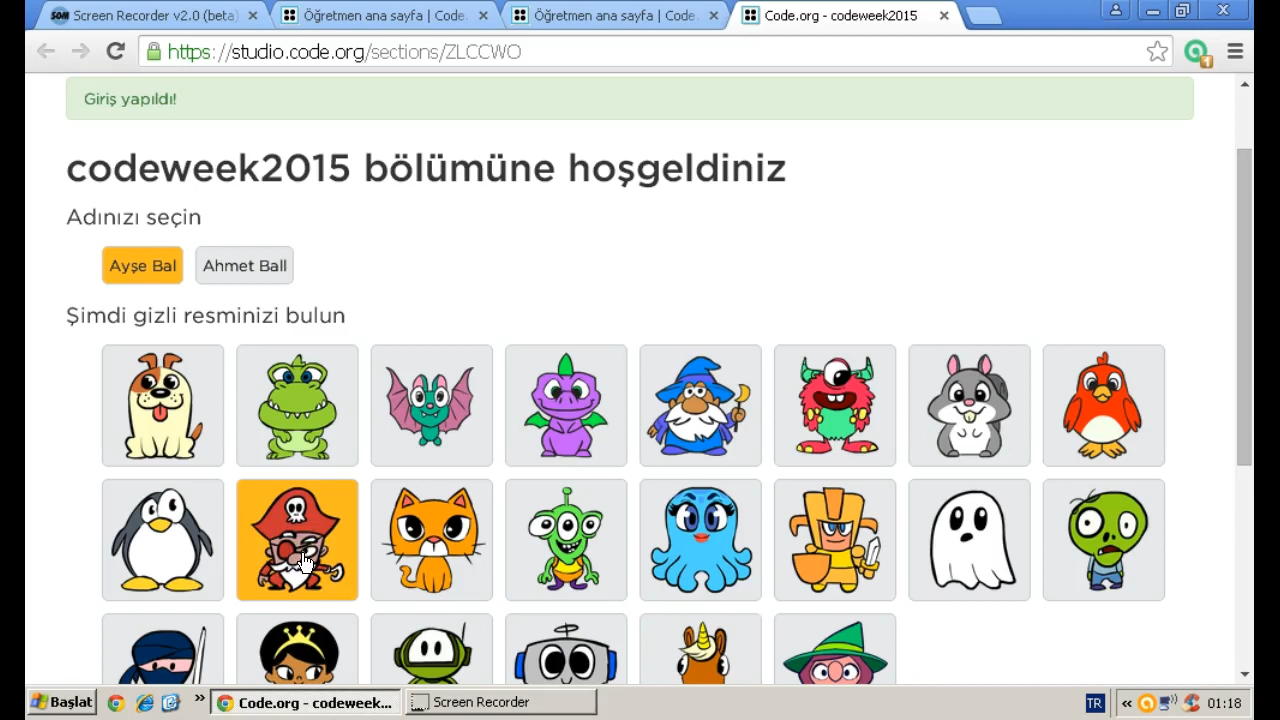 Screen Recorder v2.0 (beta)
Öğretmen ana sayfa | Code.
Öğretmen ana sayfa | Code.
Code.org - codeweek2015
https://studio.code.org/sections/ZLCCWO
1
Giriş yapıldı!
codeweek2015 bölümüne hoşgeldiniz
Adınızı seçin
Ayşe Bal
Ahmet Ball
Şimdi gizli resminizi bulun
Başlat
Code.org - codeweek...
Screen Recorder
TR
01:18